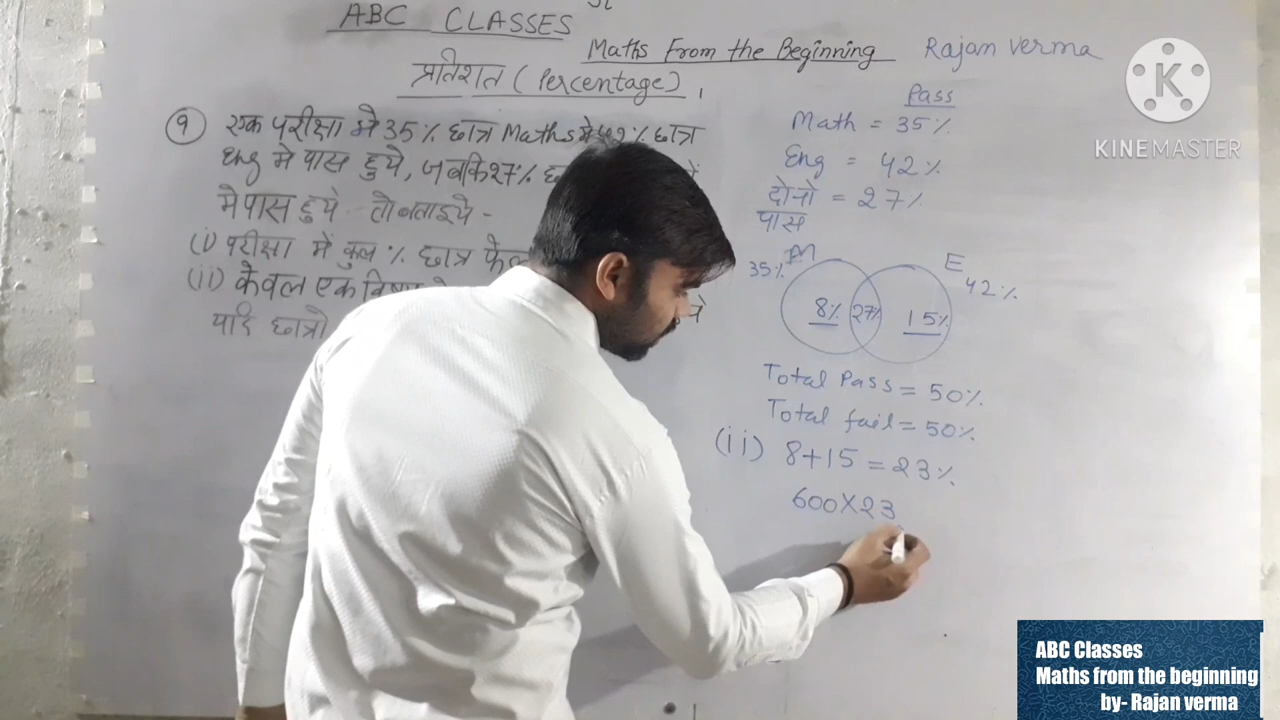 ABC CLASSES
Maths From the Beginning
Rajan verma
प्रतिशत (Percentage)
9 एक परीक्षा मे 35% छात्र Maths मे 42% छात्र
Eng मे पास हुये, जबकि 27%
मे पास हुये तो बताइये -
(i) परीक्षा में कुल % छात्र फेल
(ii) केवल एक विषय
यदि छात्रो
Pass
Math = 35%
Eng = 42%
दोनो = 27%
पास
M
E
35%
42%
8%
27%
15%
Total Pass = 50%
Total fail = 50%
(ii) 8+15 = 23%
600X23
K
KINEMASTER
ABC Classes
Maths from the beginning
by- Rajan verma